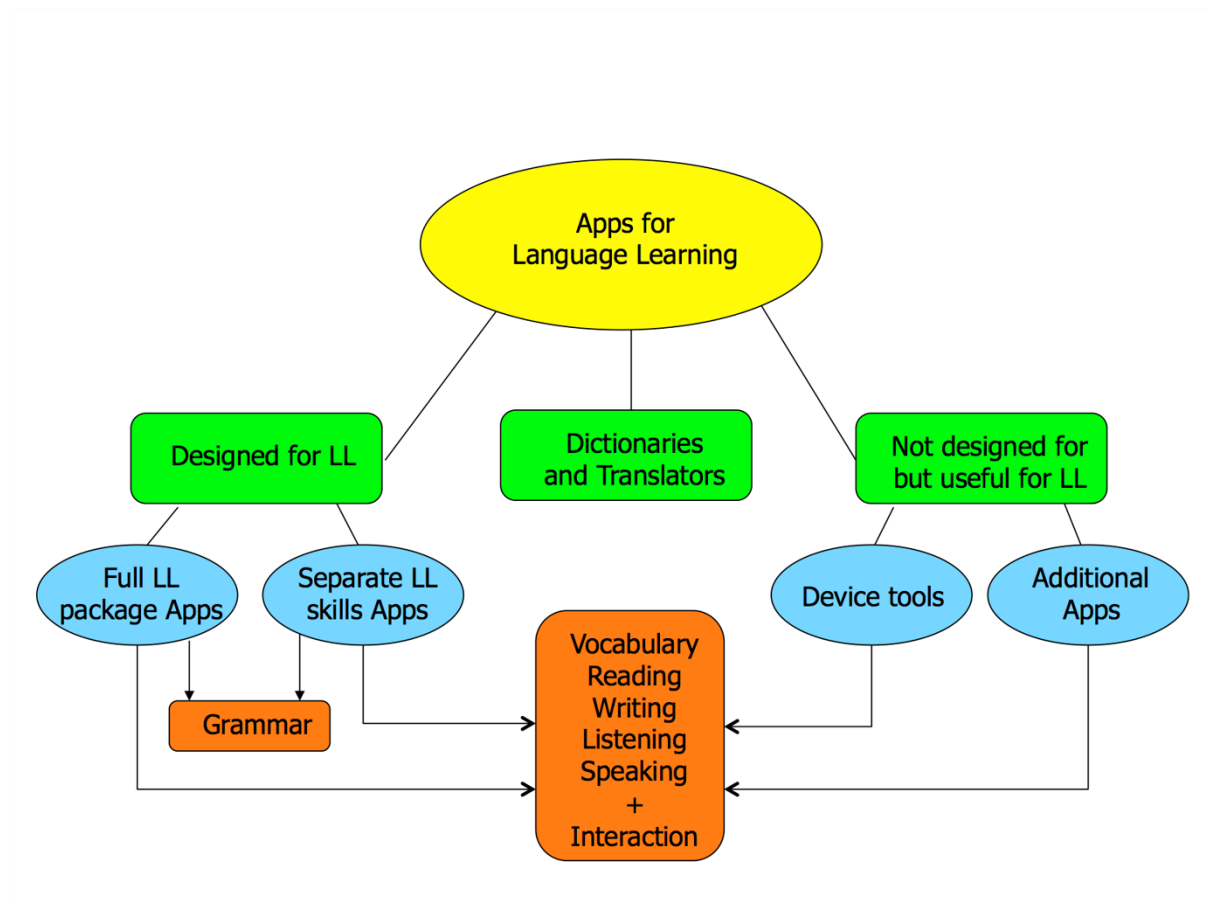 Apps for
Language Learning
Designed for LL
Dictionaries
and Translators
Not designed for
but useful for LL
Full LL
package Apps
Separate LL
skills Apps
Device tools
Additional
Apps
Grammar
Vocabulary
Reading
Writing
Listening
Speaking
+
Interaction